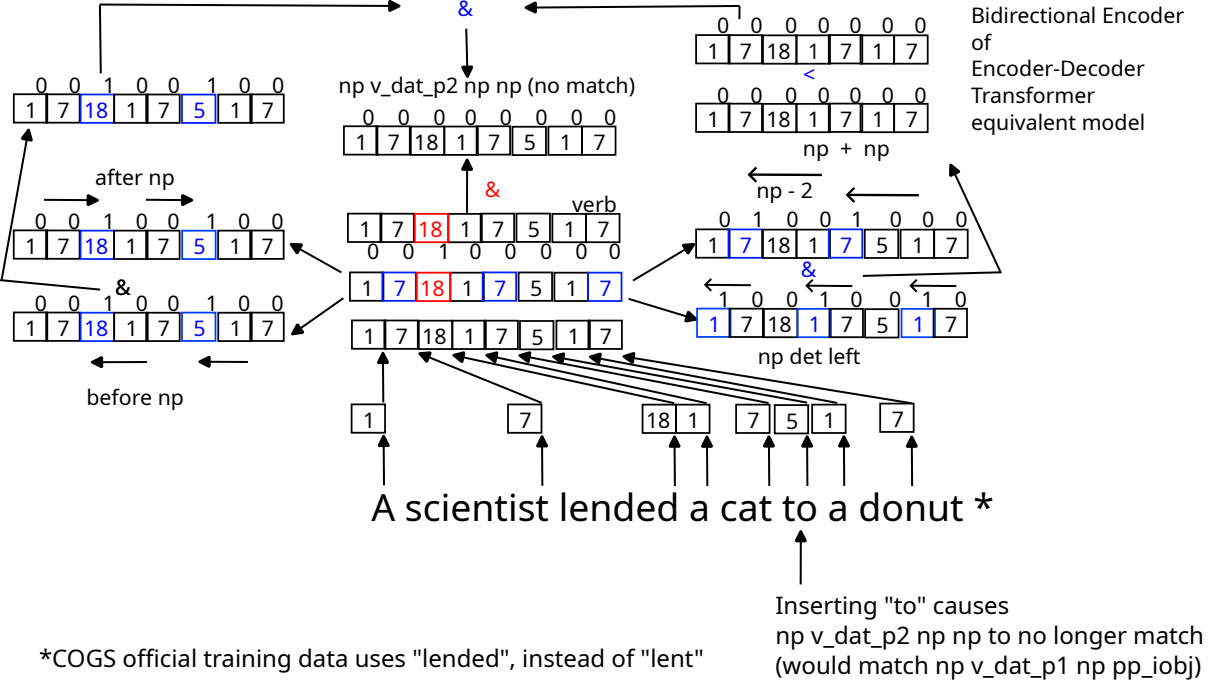 &
Bidirectional Encoder
of
Encoder-Decoder
Transformer
equivalent model
0 0 0 0 0 0 0
1 7 18 1 7 1 7
<
0 0 0 0 0 0 0
1 7 18 1 7 1 7
np + np
0 0 1 0 0 1 0 0
1 7 18 1 7 5 1 7
np v_dat_p2 np np (no match)
0 0 0 0 0 0 0 0
1 7 18 1 7 5 1 7
&
after np
0 0 1 0 0 1 0 0
1 7 18 1 7 5 1 7
&
0 0 1 0 0 1 0 0
1 7 18 1 7 5 1 7
before np
verb
1 7 18 1 7 5 1 7
0 0 1 0 0 0 0 0
1 7 18 1 7 5 1 7
1 7 18 1 7 5 1 7
np - 2
0 1 0 0 1 0 0 0
1 7 18 1 7 5 1 7
&
1 0 0 1 0 0 1 0
1 7 18 1 7 5 1 7
np det left
1 7 18 1 7 5 1 7
A scientist lended a cat to a donut *
Inserting "to" causes
np v_dat_p2 np np to no longer match
(would match np v_dat_p1 np pp_iobj)
*COGS official training data uses "lended", instead of "lent"